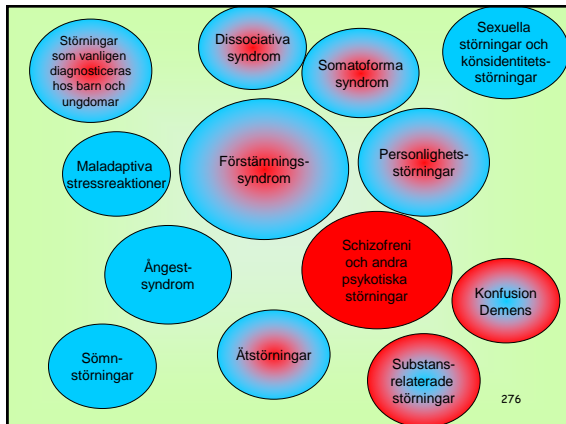 Störningar
som vanligen
diagnosticeras
hos barn och
ungdomar
Dissociativa
syndrom
Somatoforma
syndrom
Sexuella
störningar och
könsidentitets-
störningar
Maladaptiva
stressreaktioner
Förstämnings-
syndrom
Personlighets-
störningar
Ångest-
syndrom
Schizofreni
och andra
psykotiska
störningar
Konfusion
Demens
Sömn-
störningar
Ätstörningar
Substans-
relaterade
störningar
276